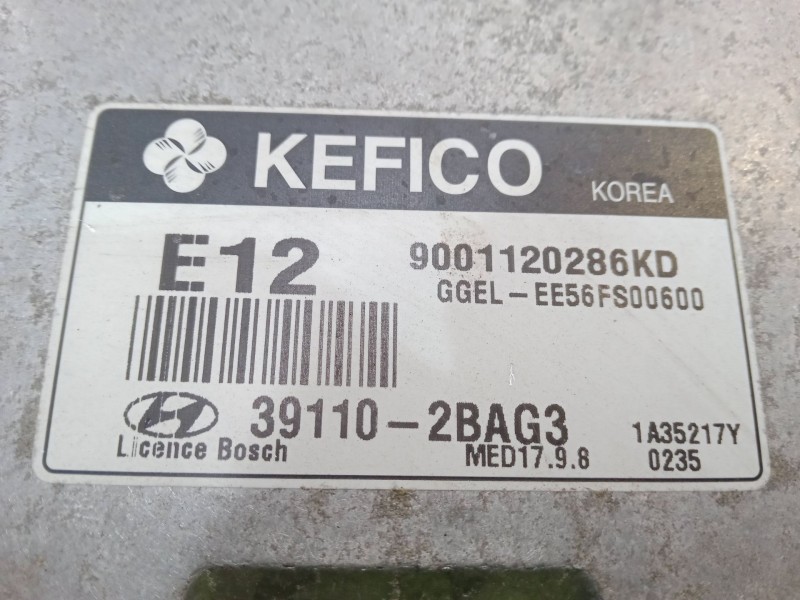 KEFICO KOREA
E12 9001120286KD
GGEL-EE56FS00600
39110-2BAG3 1A35217Y
Licence Bosch MED17.9.8 0235